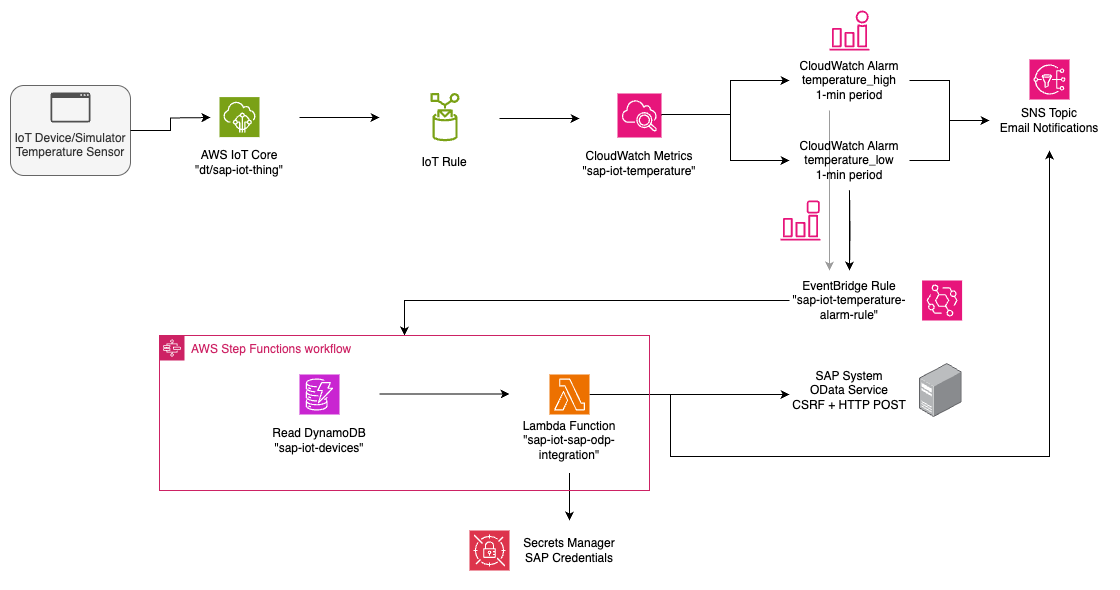 IoT Device/Simulator
Temperature Sensor
AWS IoT Core
"dt/sap-iot-thing"
IoT Rule
CloudWatch Metrics
"sap-iot-temperature"
CloudWatch Alarm
temperature_high
1-min period
CloudWatch Alarm
temperature_low
1-min period
SNS Topic
Email Notifications
EventBridge Rule
"sap-iot-temperature-
alarm-rule"
AWS Step Functions workflow
Read DynamoDB
"sap-iot-devices"
Lambda Function
"sap-iot-sap-odp-
integration"
SAP System
OData Service
CSRF + HTTP POST
Secrets Manager
SAP Credentials